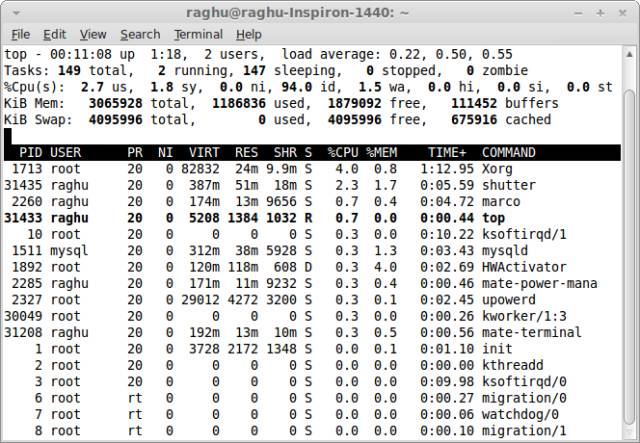 raghu@raghu-Inspiron-1440: ~
File Edit View Search Terminal Help
top - 00:11:08 up  1:18,  2 users,  load average: 0.22, 0.50, 0.55
Tasks: 149 total,   2 running, 147 sleeping,   0 stopped,   0 zombie
%Cpu(s):  2.7 us,  1.8 sy,  0.0 ni, 94.0 id,  1.5 wa,  0.0 hi,  0.0 si,  0.0 st
KiB Mem:   3065928 total,  1186836 used,  1879092 free,   111452 buffers
KiB Swap:  4095996 total,        0 used,  4095996 free,   675916 cached
PID USER      PR  NI  VIRT  RES  SHR S  %CPU %MEM    TIME+  COMMAND
1713 root      20   0 82832  24m 9.9m S   4.0  0.8   1:12.95 Xorg
31435 raghu     20   0  387m  51m  18m S   2.3  1.7   0:05.59 shutter
2260 raghu     20   0  174m  13m 9656 S   0.7  0.4   0:04.72 marco
31433 raghu     20   0  5208 1384 1032 R   0.7  0.0   0:00.44 top
10 root      20   0     0    0    0 S   0.3  0.0   0:10.22 ksoftirqd/1
1511 mysql     20   0  312m  38m 5928 S   0.3  1.3   0:03.43 mysqld
1892 root      20   0  120m 118m  608 D   0.3  4.0   0:02.69 HWActivator
2285 raghu     20   0  171m  11m 9232 S   0.3  0.4   0:00.46 mate-power-mana
2327 root      20   0 29012 4272 3200 S   0.3  0.1   0:02.45 upowerd
30049 root      20   0     0    0    0 S   0.3  0.0   0:00.26 kworker/1:3
31208 raghu     20   0  192m  13m  10m S   0.3  0.5   0:00.56 mate-terminal
1 root      20   0  3728 2172 1348 S   0.0  0.1   0:01.10 init
2 root      20   0     0    0    0 S   0.0  0.0   0:00.00 kthreadd
3 root      20   0     0    0    0 S   0.0  0.0   0:09.98 ksoftirqd/0
6 root      rt   0     0    0    0 S   0.0  0.0   0:00.27 migration/0
7 root      rt   0     0    0    0 S   0.0  0.0   0:00.06 watchdog/0
8 root      rt   0     0    0    0 S   0.0  0.0   0:00.10 migration/1